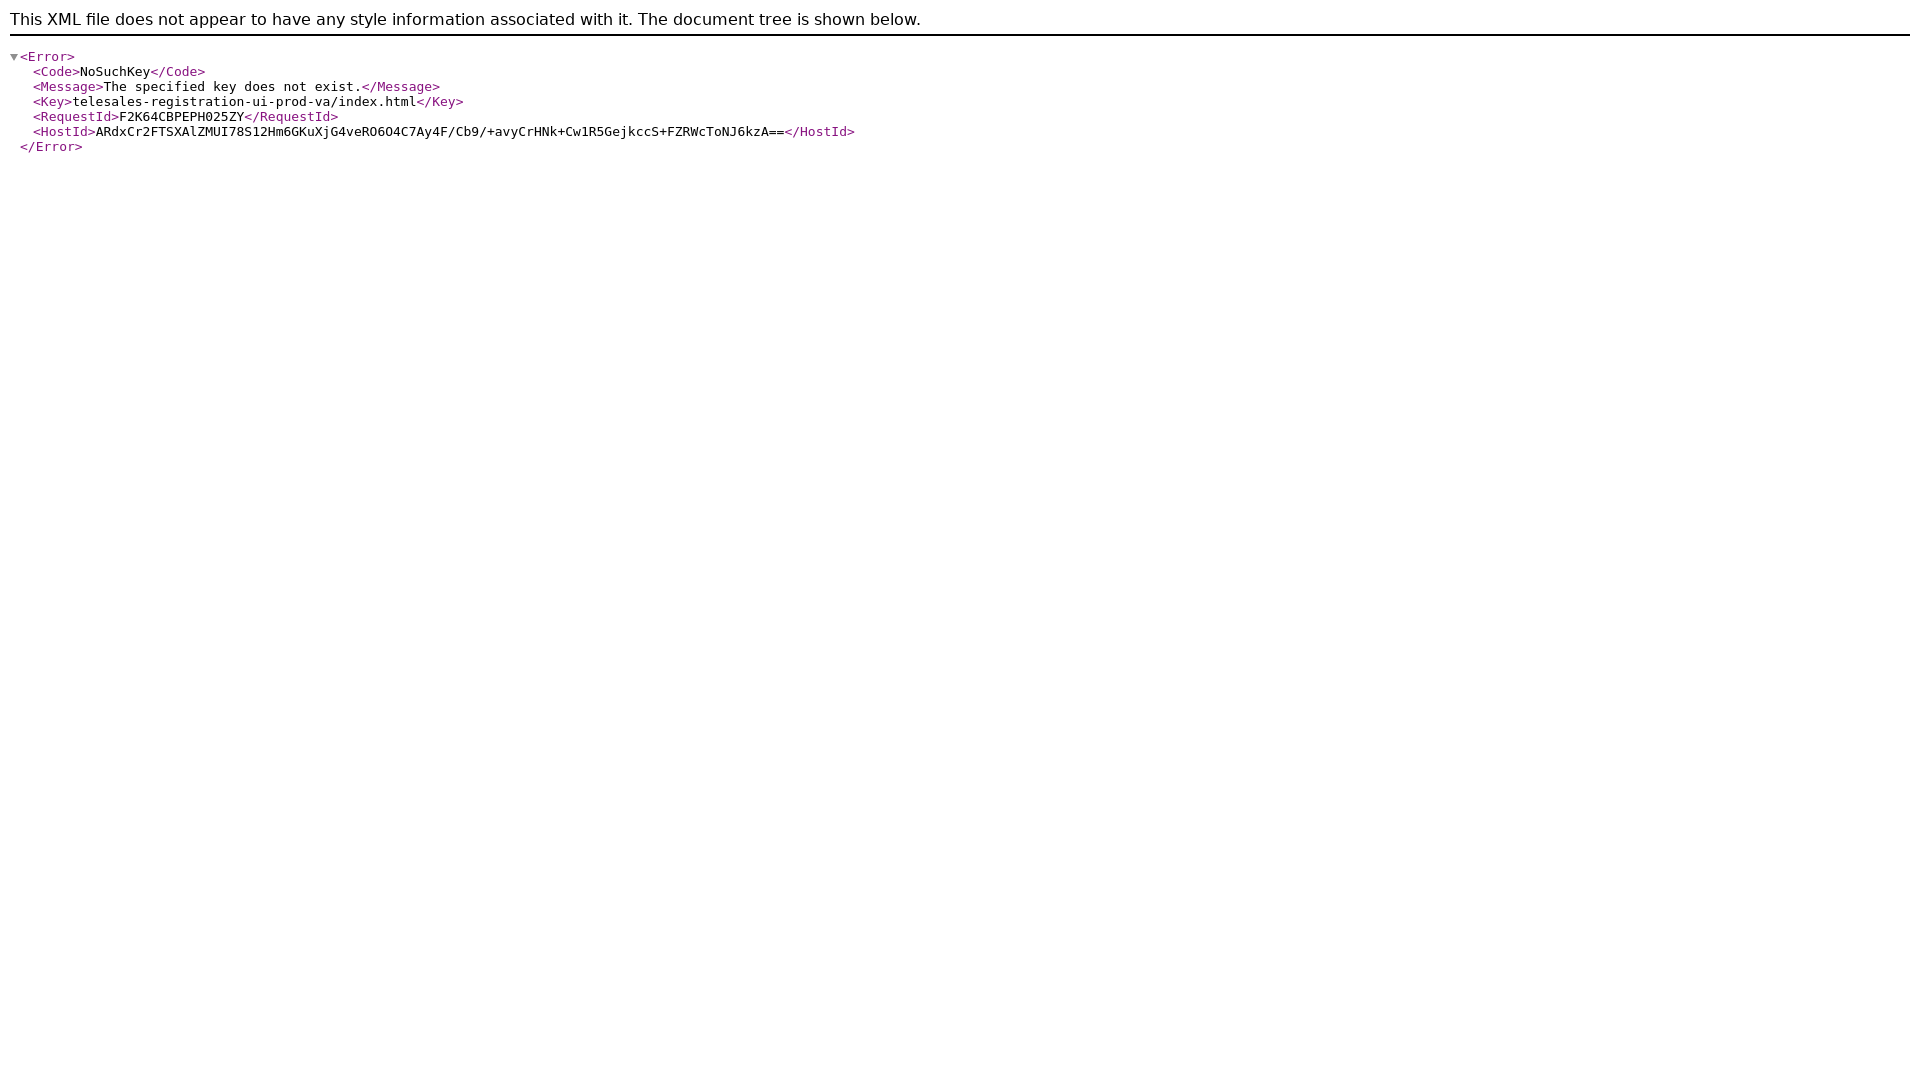 This XML file does not appear to have any style information associated with it. The document tree is shown below.
<Error>
<Code>NoSuchKey</Code>
<Message>The specified key does not exist.</Message>
<Key>telesales-registration-ui-prod-va/index.html</Key>
<RequestId>F2K64CBPEPH025ZY</RequestId>
<HostId>ARdxCr2FTSXAlZMUI78S12Hm6GKuXjG4veRO6O4C7Ay4F/Cb9/+avyCrHNk+Cw1R5GejkccS+FZRWcToNJ6kzA==</HostId>
</Error>